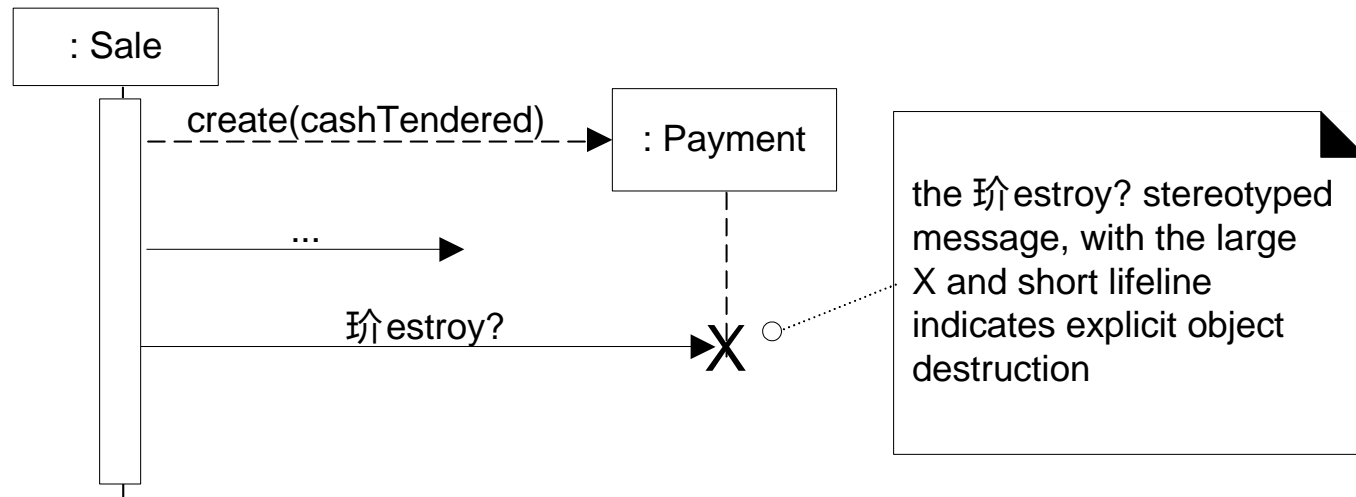 : Sale
create(cashTendered)
: Payment
...
玠estroy?
X
the 玠estroy? stereotyped
message, with the large
X and short lifeline
indicates explicit object
destruction